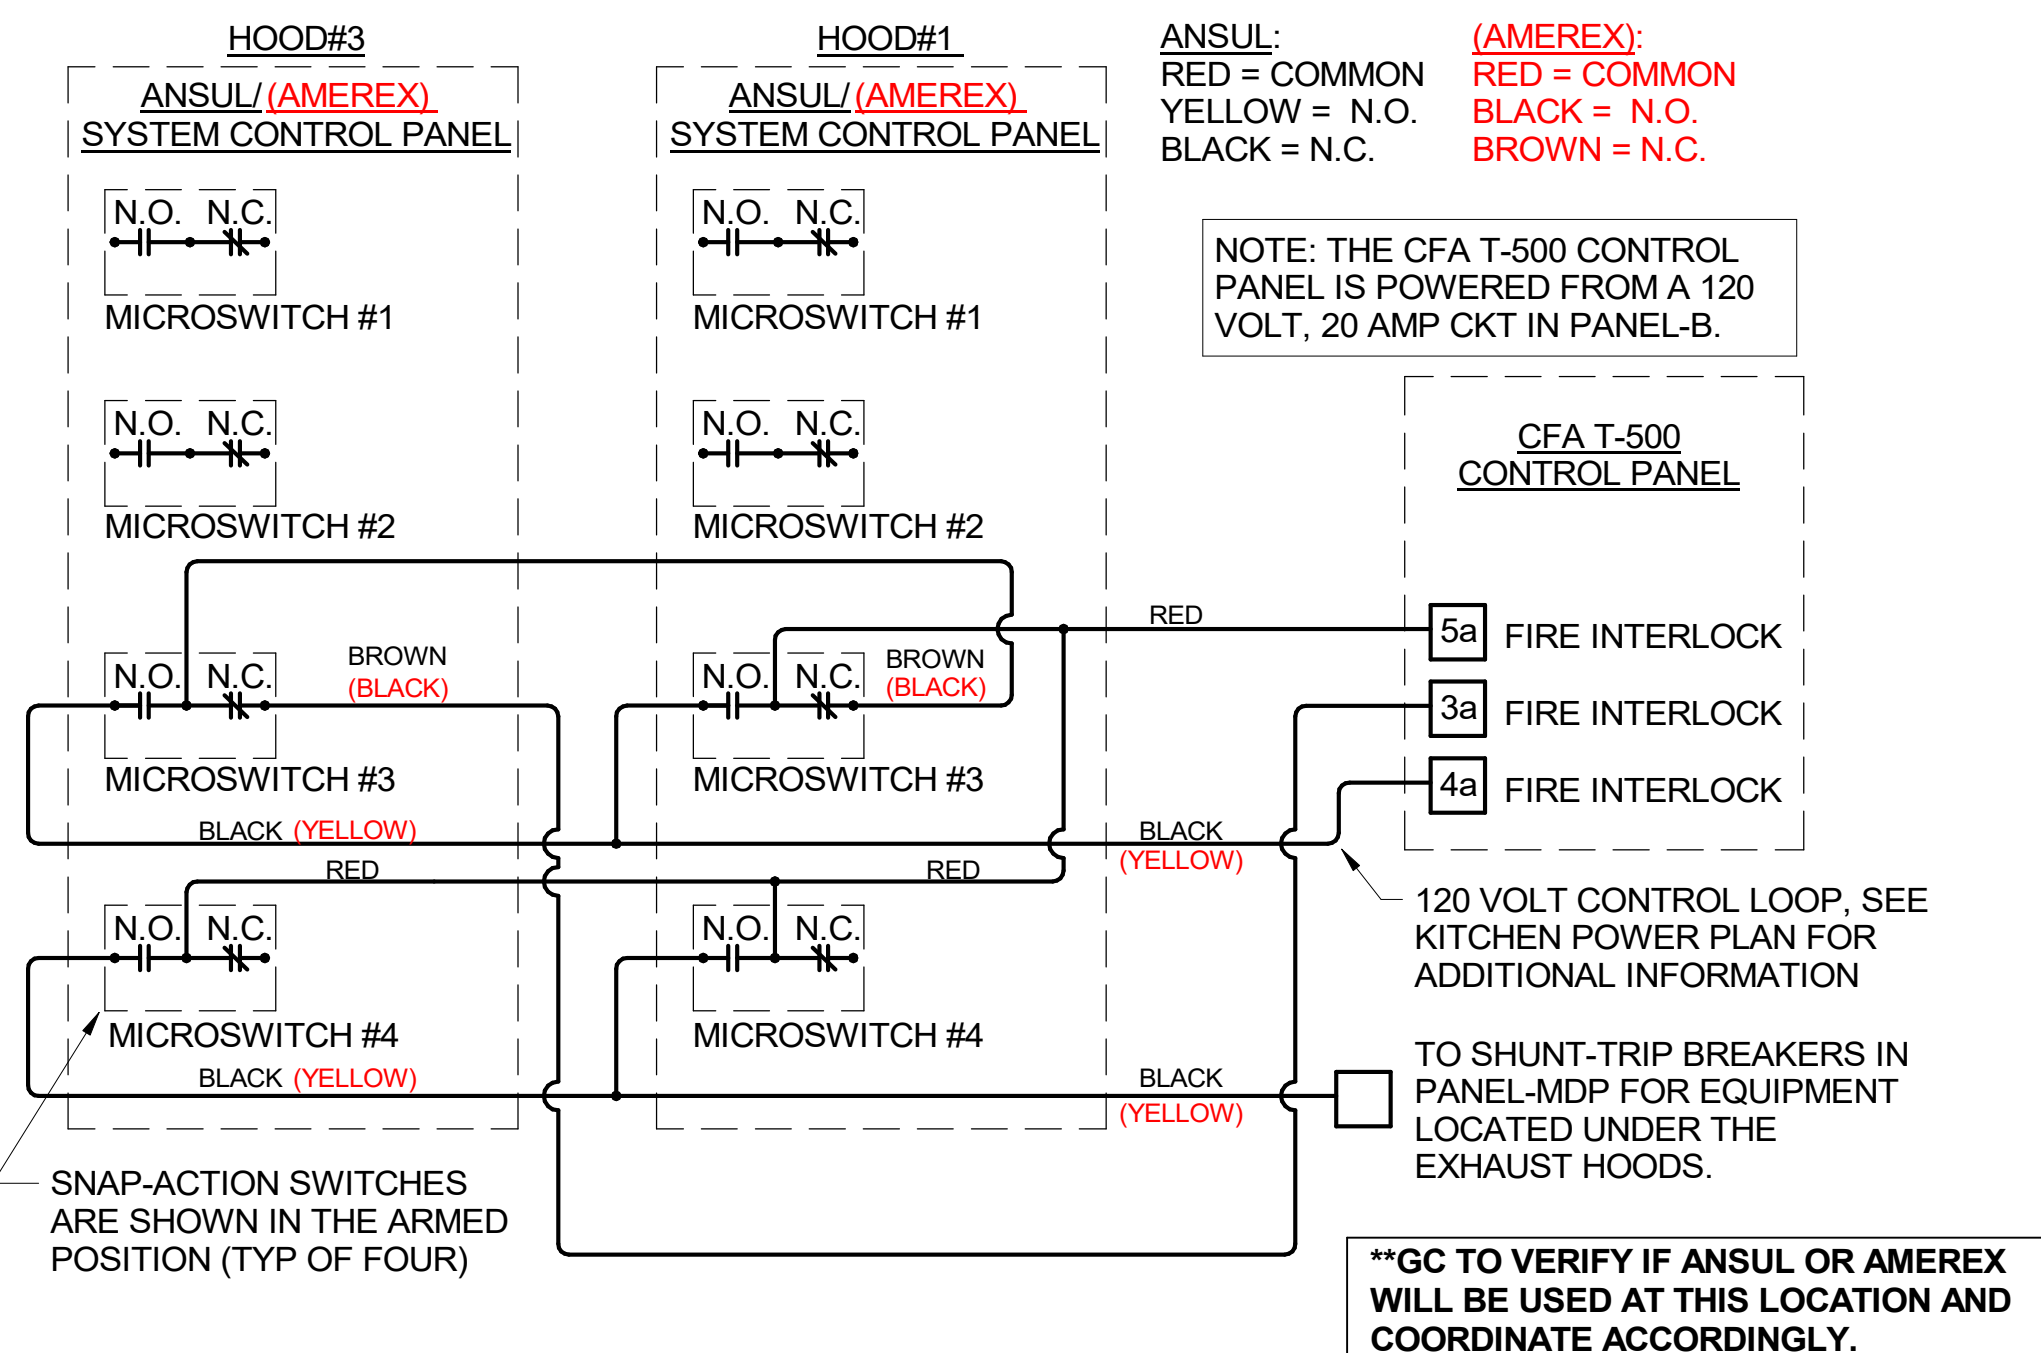 HOOD#3
ANSUL/(AMEREX)
SYSTEM CONTROL PANEL
N.O. N.C.
MICROSWITCH #1
N.O. N.C.
MICROSWITCH #2
BROWN
(BLACK)
N.O. N.C.
MICROSWITCH #3
BLACK (YELLOW)
RED
N.O. N.C.
MICROSWITCH #4
BLACK (YELLOW)
SNAP-ACTION SWITCHES
ARE SHOWN IN THE ARMED
POSITION (TYP OF FOUR)
HOOD#1
ANSUL/(AMEREX)
SYSTEM CONTROL PANEL
N.O. N.C.
MICROSWITCH #1
N.O. N.C.
MICROSWITCH #2
BROWN
(BLACK)
N.O. N.C.
MICROSWITCH #3
RED
N.O. N.C.
MICROSWITCH #4
ANSUL:
RED = COMMON
YELLOW = N.O.
BLACK = N.C.
(AMEREX):
RED = COMMON
BLACK = N.O.
BROWN = N.C.
NOTE: THE CFA T-500 CONTROL
PANEL IS POWERED FROM A 120
VOLT, 20 AMP CKT IN PANEL-B.
CFA T-500
CONTROL PANEL
RED
5a FIRE INTERLOCK
3a FIRE INTERLOCK
4a FIRE INTERLOCK
BLACK
(YELLOW)
120 VOLT CONTROL LOOP, SEE
KITCHEN POWER PLAN FOR
ADDITIONAL INFORMATION
BLACK
(YELLOW)
TO SHUNT-TRIP BREAKERS IN
PANEL-MDP FOR EQUIPMENT
LOCATED UNDER THE
EXHAUST HOODS.
**GC TO VERIFY IF ANSUL OR AMEREX
WILL BE USED AT THIS LOCATION AND
COORDINATE ACCORDINGLY.